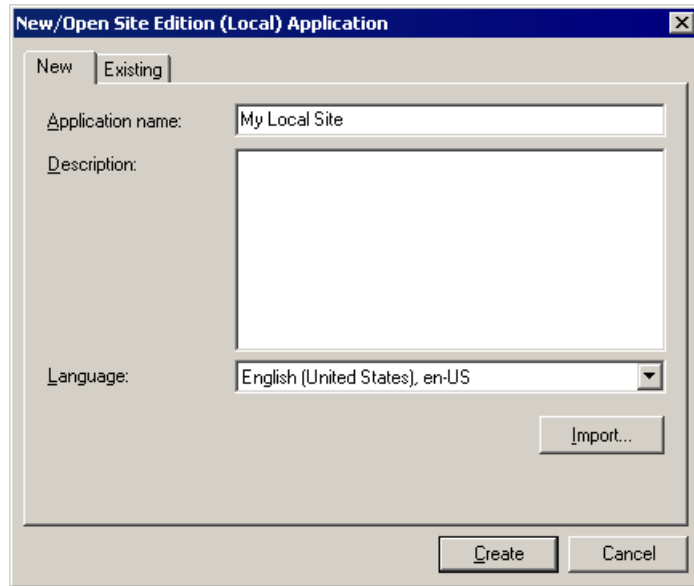 New/Open Site Edition (Local) Application
New Existing
Application name: My Local Site
Description:
Language: English (United States), en-US
Import...
Create Cancel